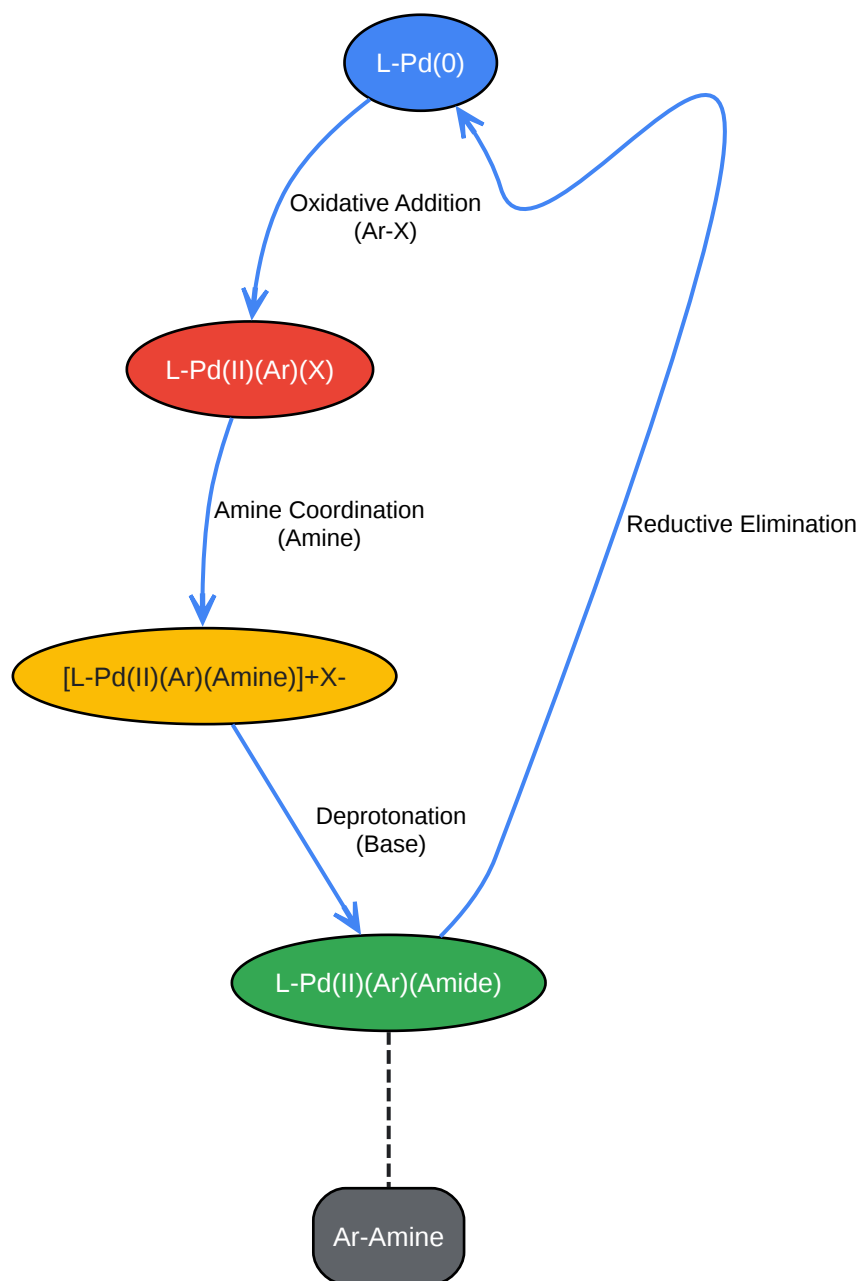 L-Pd(0)
Oxidative Addition
(Ar-X)
L-Pd(II)(Ar)(X)
Amine Coordination
(Amine)
Reductive Elimination
[L-Pd(II)(Ar)(Amine)]+X-
Deprotonation
(Base)
L-Pd(II)(Ar)(Amide)
Ar-Amine